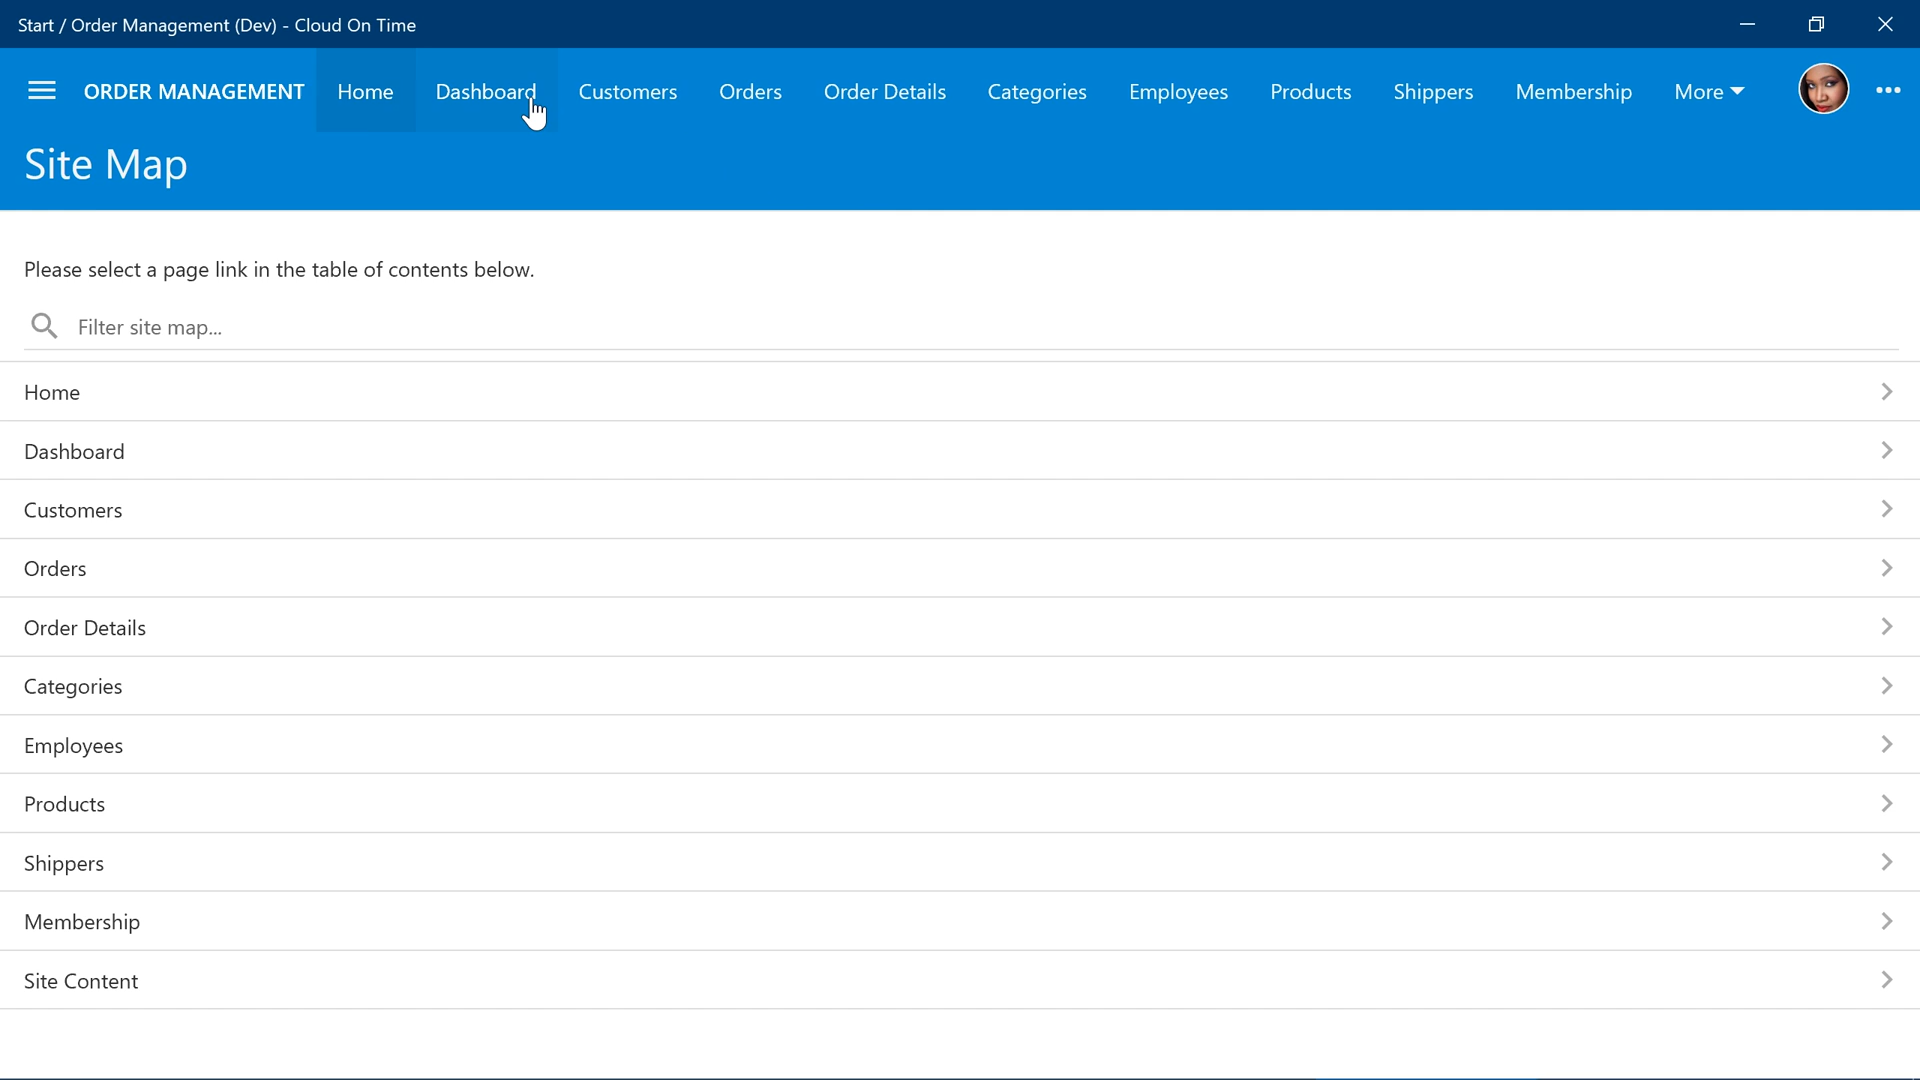 Start / Order Management (Dev) - Cloud On Time
ORDER MANAGEMENT Home Dashboard Customers Orders Order Details Categories Employees Products Shippers Membership More
Site Map
Please select a page link in the table of contents below.
Filter site map...
Home
Dashboard
Customers
Orders
Order Details
Categories
Employees
Products
Shippers
Membership
Site Content